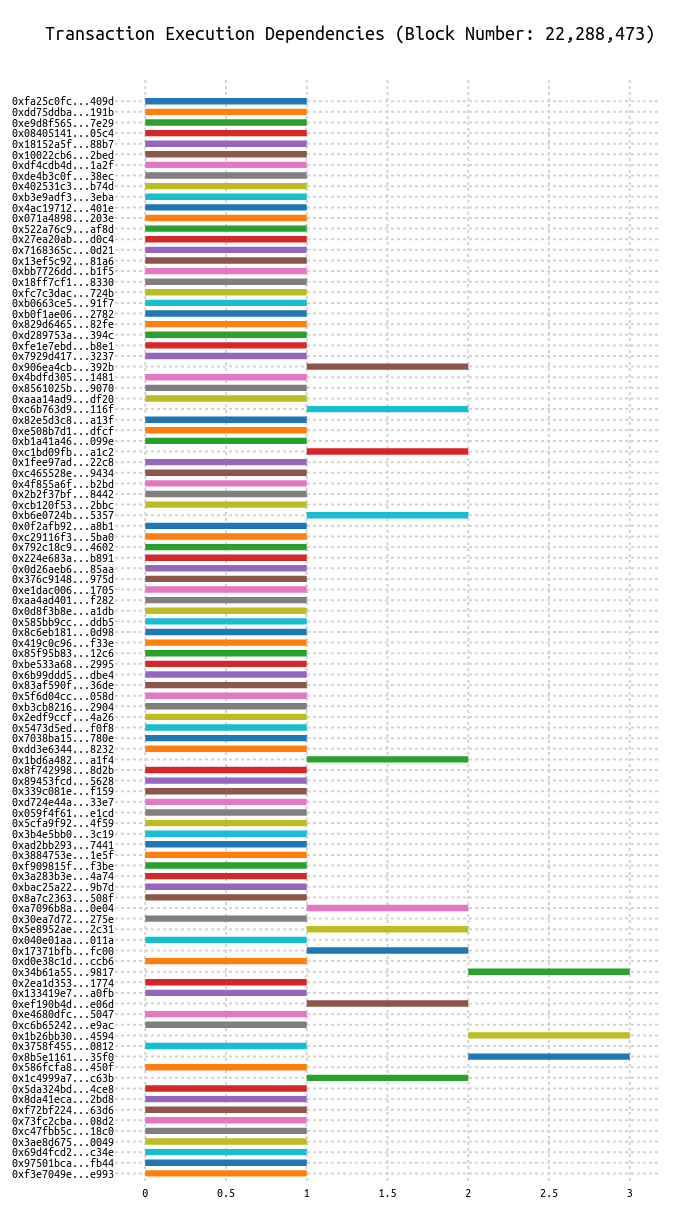 Transaction Execution Dependencies (Block Number: 22,288,473)
0xfa25c0fc...409d
0xdd75ddba...191b
0xe9d8f565...7e29
0x08405141...05c4
0x18152a5f...88b7
0x10022cb6...2bed
0xdf4cdb4d...1a2f
0xde4b3c0f...38ec
0x402531c3...b74d
0xb3e9adf3...3eba
0x4ac19712...401e
0x071a4898...203e
0x522a76c9...af8d
0x27ea20ab...d0c4
0x7168365c...0d21
0x13ef5c92...81a6
0xbb7726dd...b1f5
0x18ff7cf1...8330
0xfc7c3dac...724b
0xb0663ce5...91f7
0xb0f1ae06...2782
0x829d6465...82fe
0xd289753a...394c
0xfe1e7ebd...b8e1
0x7929d417...3237
0x906ea4cb...392b
0x4bdfd305...1481
0x8561025b...9070
0xaaa14ad9...df20
0xc6b763d9...116f
0x82e5d3c8...a13f
0xe508b7d1...dfcf
0xb1a41a46...099e
0xc1bd09fb...a1c2
0x1fee97ad...22c8
0xc465528e...9434
0x4f855a6f...b2bd
0x2b2f37bf...8442
0xcb120f53...2bbc
0xb6e0724b...5357
0x0f2afb92...a8b1
0xc29116f3...5ba0
0x792c18c9...4602
0x224e683a...b891
0x0d26aeb6...85aa
0x376c9148...975d
0xe1dac006...1705
0xaa4ad401...f282
0x0d8f3b8e...a1db
0x585bb9cc...ddb5
0x8c6eb181...0d98
0x419c0c96...f33e
0x85f95b83...12c6
0xbe533a68...2995
0x6b99ddd5...dbe4
0x83af590f...36de
0x5f6d04cc...058d
0xb3cb8216...2904
0x2edf9ccf...4a26
0x5473d5ed...f0f8
0x7038ba15...780e
0xdd3e6344...8232
0x1bd6a482...a1f4
0x8f742998...8d2b
0x89453fcd...5628
0x339c081e...f159
0xd724e44a...33e7
0x059f4f61...e1cd
0x5cfa9f92...4f59
0x3b4e5bb0...3c19
0xad2bb293...7441
0x3884753e...1e5f
0xf909815f...f3be
0x3a283b3e...4a74
0xbac25a22...9b7d
0x8a7c2363...508f
0xa7096b8a...0e04
0x30ea7d72...275e
0x5e8952ae...2c31
0x040e01aa...011a
0x17371bfb...fc00
0xd0e38c1d...ccb6
0x34b61a55...9817
0x2ea1d353...1774
0x133419e7...a0fb
0xef190b4d...e06d
0xe4680dfc...5047
0xc6b65242...e9ac
0x1b26bb30...4594
0x3758f455...0812
0x8b5e1161...35f0
0x586fcfa8...450f
0x1c4999a7...c63b
0x5da324bd...4ce8
0x8da41eca...2bd8
0xf72bf224...63d6
0x73fc2cba...08d2
0xc47fbb5c...18c0
0x3ae8d675...0049
0x69d4fcd2...c34e
0x97501bca...fb44
0xf3e7049e...e993
0 0.5 1 1.5 2 2.5 3